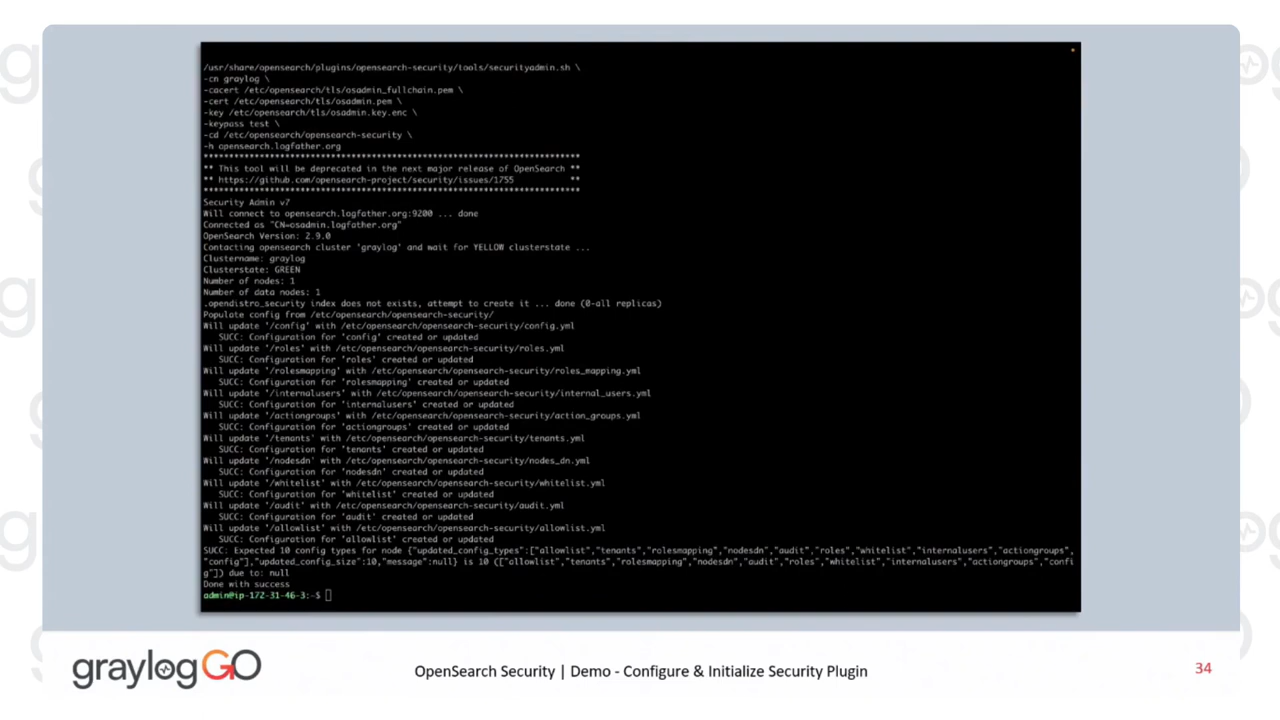 /usr/share/opensearch/plugins/opensearch-security/tools/securityadmin.sh \
-cn graylog \
-cacert /etc/opensearch/tls/osadmin_fullchain.pem \
-cert /etc/opensearch/tls/osadmin.pem \
-key /etc/opensearch/tls/osadmin.key.enc \
-keypass test \
-cd /etc/opensearch/opensearch-security \
-h opensearch.logfather.org
**************************************************************************
** This tool will be deprecated in the next major release of OpenSearch **
** https://github.com/opensearch-project/security/issues/1755           **
**************************************************************************
Security Admin v7
Will connect to opensearch.logfather.org:9200 ... done
Connected as "CN=osadmin.logfather.org"
OpenSearch Version: 2.9.0
Contacting opensearch cluster 'graylog' and wait for YELLOW clusterstate ...
Clustername: graylog
Clusterstate: GREEN
Number of nodes: 1
Number of data nodes: 1
.opendistro_security index does not exists, attempt to create it ... done (0-all replicas)
Populate config from /etc/opensearch/opensearch-security/
Will update '/config' with /etc/opensearch/opensearch-security/config.yml
SUCC: Configuration for 'config' created or updated
Will update '/roles' with /etc/opensearch/opensearch-security/roles.yml
SUCC: Configuration for 'roles' created or updated
Will update '/rolesmapping' with /etc/opensearch/opensearch-security/roles_mapping.yml
SUCC: Configuration for 'rolesmapping' created or updated
Will update '/internalusers' with /etc/opensearch/opensearch-security/internal_users.yml
SUCC: Configuration for 'internalusers' created or updated
Will update '/actiongroups' with /etc/opensearch/opensearch-security/action_groups.yml
SUCC: Configuration for 'actiongroups' created or updated
Will update '/tenants' with /etc/opensearch/opensearch-security/tenants.yml
SUCC: Configuration for 'tenants' created or updated
Will update '/nodesdn' with /etc/opensearch/opensearch-security/nodes_dn.yml
SUCC: Configuration for 'nodesdn' created or updated
Will update '/whitelist' with /etc/opensearch/opensearch-security/whitelist.yml
SUCC: Configuration for 'whitelist' created or updated
Will update '/audit' with /etc/opensearch/opensearch-security/audit.yml
SUCC: Configuration for 'audit' created or updated
Will update '/allowlist' with /etc/opensearch/opensearch-security/allowlist.yml
SUCC: Configuration for 'allowlist' created or updated
SUCC: Expected 10 config types for node {"updated_config_types":["allowlist","tenants","rolesmapping","nodesdn","audit","roles","whitelist","internalusers","actiongroups",
"config"],"updated_config_size":10,"message":null} is 10 (["allowlist","tenants","rolesmapping","nodesdn","audit","roles","whitelist","internalusers","actiongroups","confi
g"]) due to: null
Done with success
admin@ip-172-31-46-3:~$
graylogGO
OpenSearch Security | Demo - Configure & Initialize Security Plugin
34